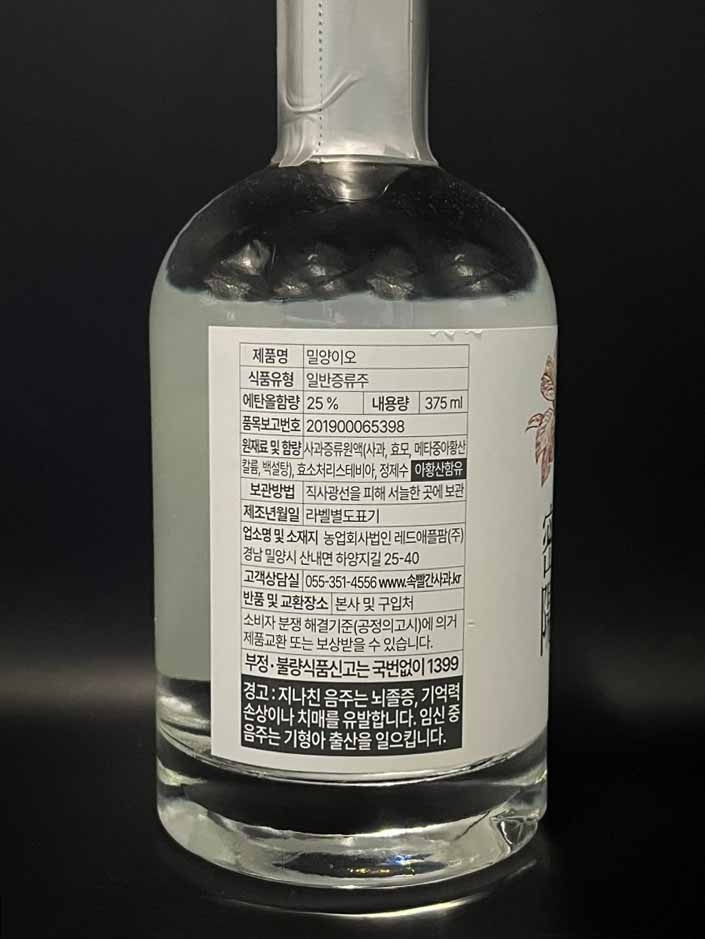 제품명 밀양이오
식품유형 일반증류주
에탄올함량 25 % 내용량 375 ml
품목보고번호 201900065398
원재료 및 함량 사과증류원액(사과, 효모, 메타중아황산
칼륨, 백설탕), 효소처리스테비아, 정제수 아황산함유
보관방법 직사광선을 피해 서늘한 곳에 보관
제조년월일 라벨별도표기
업소명 및 소재지 농업회사법인 레드애플팜(주)
경남 밀양시 산내면 하양지길 25-40
고객상담실 055-351-4556 www.속빨간사과.kr
반품 및 교환장소 본사 및 구입처
소비자 분쟁 해결기준(공정의고시)에 의거
제품교환 또는 보상받을 수 있습니다.
부정·불량식품신고는 국번없이 1399
경고 : 지나친 음주는 뇌졸중, 기억력
손상이나 치매를 유발합니다. 임신 중
음주는 기형아 출산을 일으킵니다.